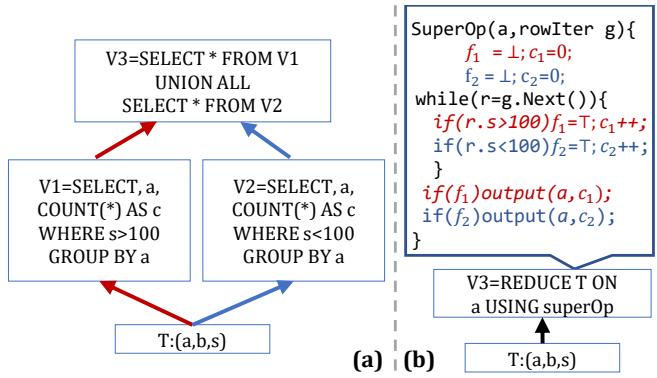 V3=SELECT * FROM V1
UNION ALL
SELECT * FROM V2
V1=SELECT, a,
COUNT(*) AS c
WHERE s>100
GROUP BY a
V2=SELECT, a,
COUNT(*) AS c
WHERE s<100
GROUP BY a
T:(a,b,s)
(a)
SuperOp(a,rowIter g){
f₁ = ⊥; c₁=0;
f₂ = ⊥; c₂=0;
while(r=g.Next()){
if(r.s>100)f₁=⊤; c₁++;
if(r.s<100)f₂=⊤; c₂++;
}
if(f₁)output(a,c₁);
if(f₂)output(a,c₂);
}
V3=REDUCE T ON
a USING superOp
T:(a,b,s)
(b)